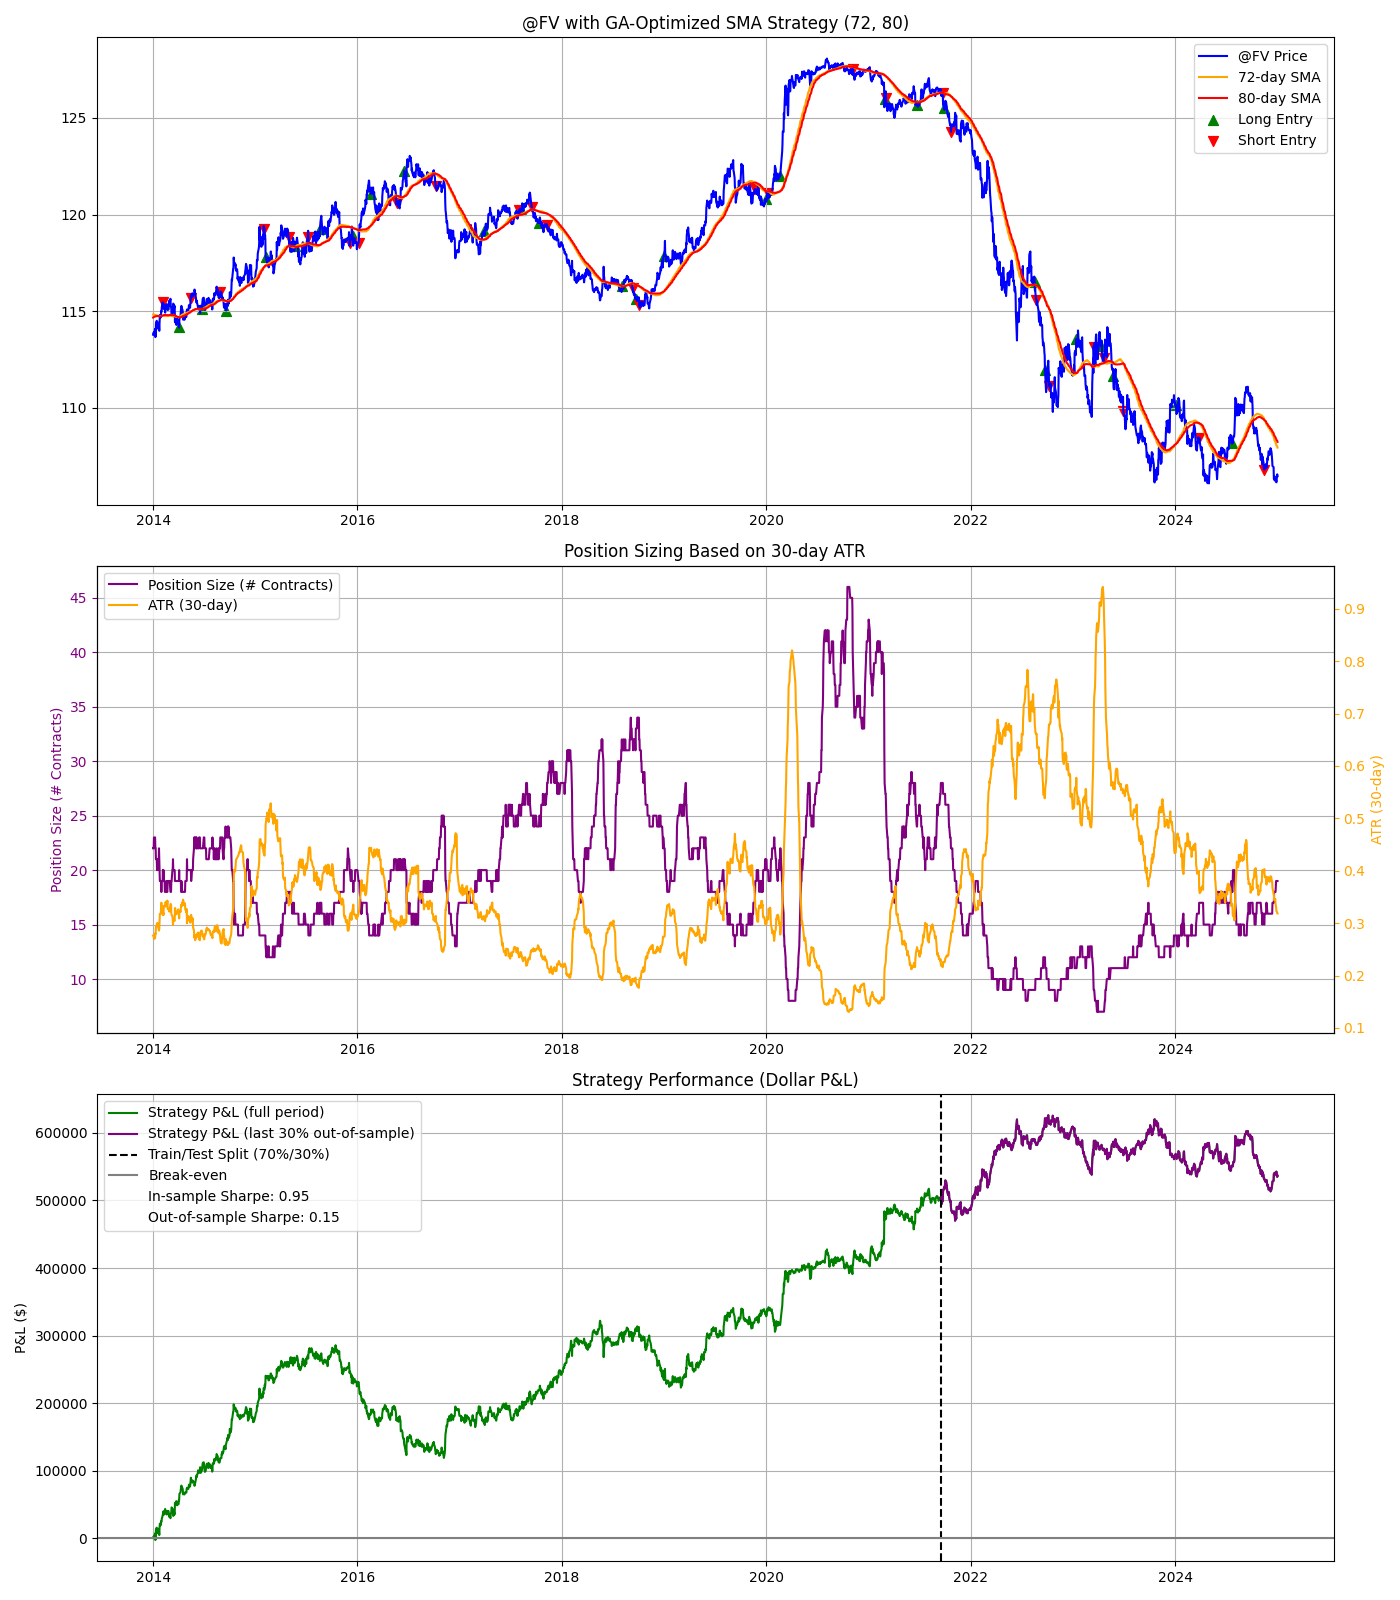 @FV with GA-Optimized SMA Strategy (72, 80)
@FV Price
72-day SMA
80-day SMA
Long Entry
Short Entry
125
120
115
110
2014
2016
2018
2020
2022
2024
Position Sizing Based on 30-day ATR
Position Size (# Contracts)
ATR (30-day)
Position Size (# Contracts)
45
40
35
30
25
20
15
10
0.9
0.8
0.7
0.6
0.5
0.4
0.3
0.2
0.1
ATR (30-day)
2014
2016
2018
2020
2022
2024
Strategy Performance (Dollar P&L)
Strategy P&L (full period)
Strategy P&L (last 30% out-of-sample)
Train/Test Split (70%/30%)
Break-even
In-sample Sharpe: 0.95
Out-of-sample Sharpe: 0.15
P&L ($)
600000
500000
400000
300000
200000
100000
0
2014
2016
2018
2020
2022
2024